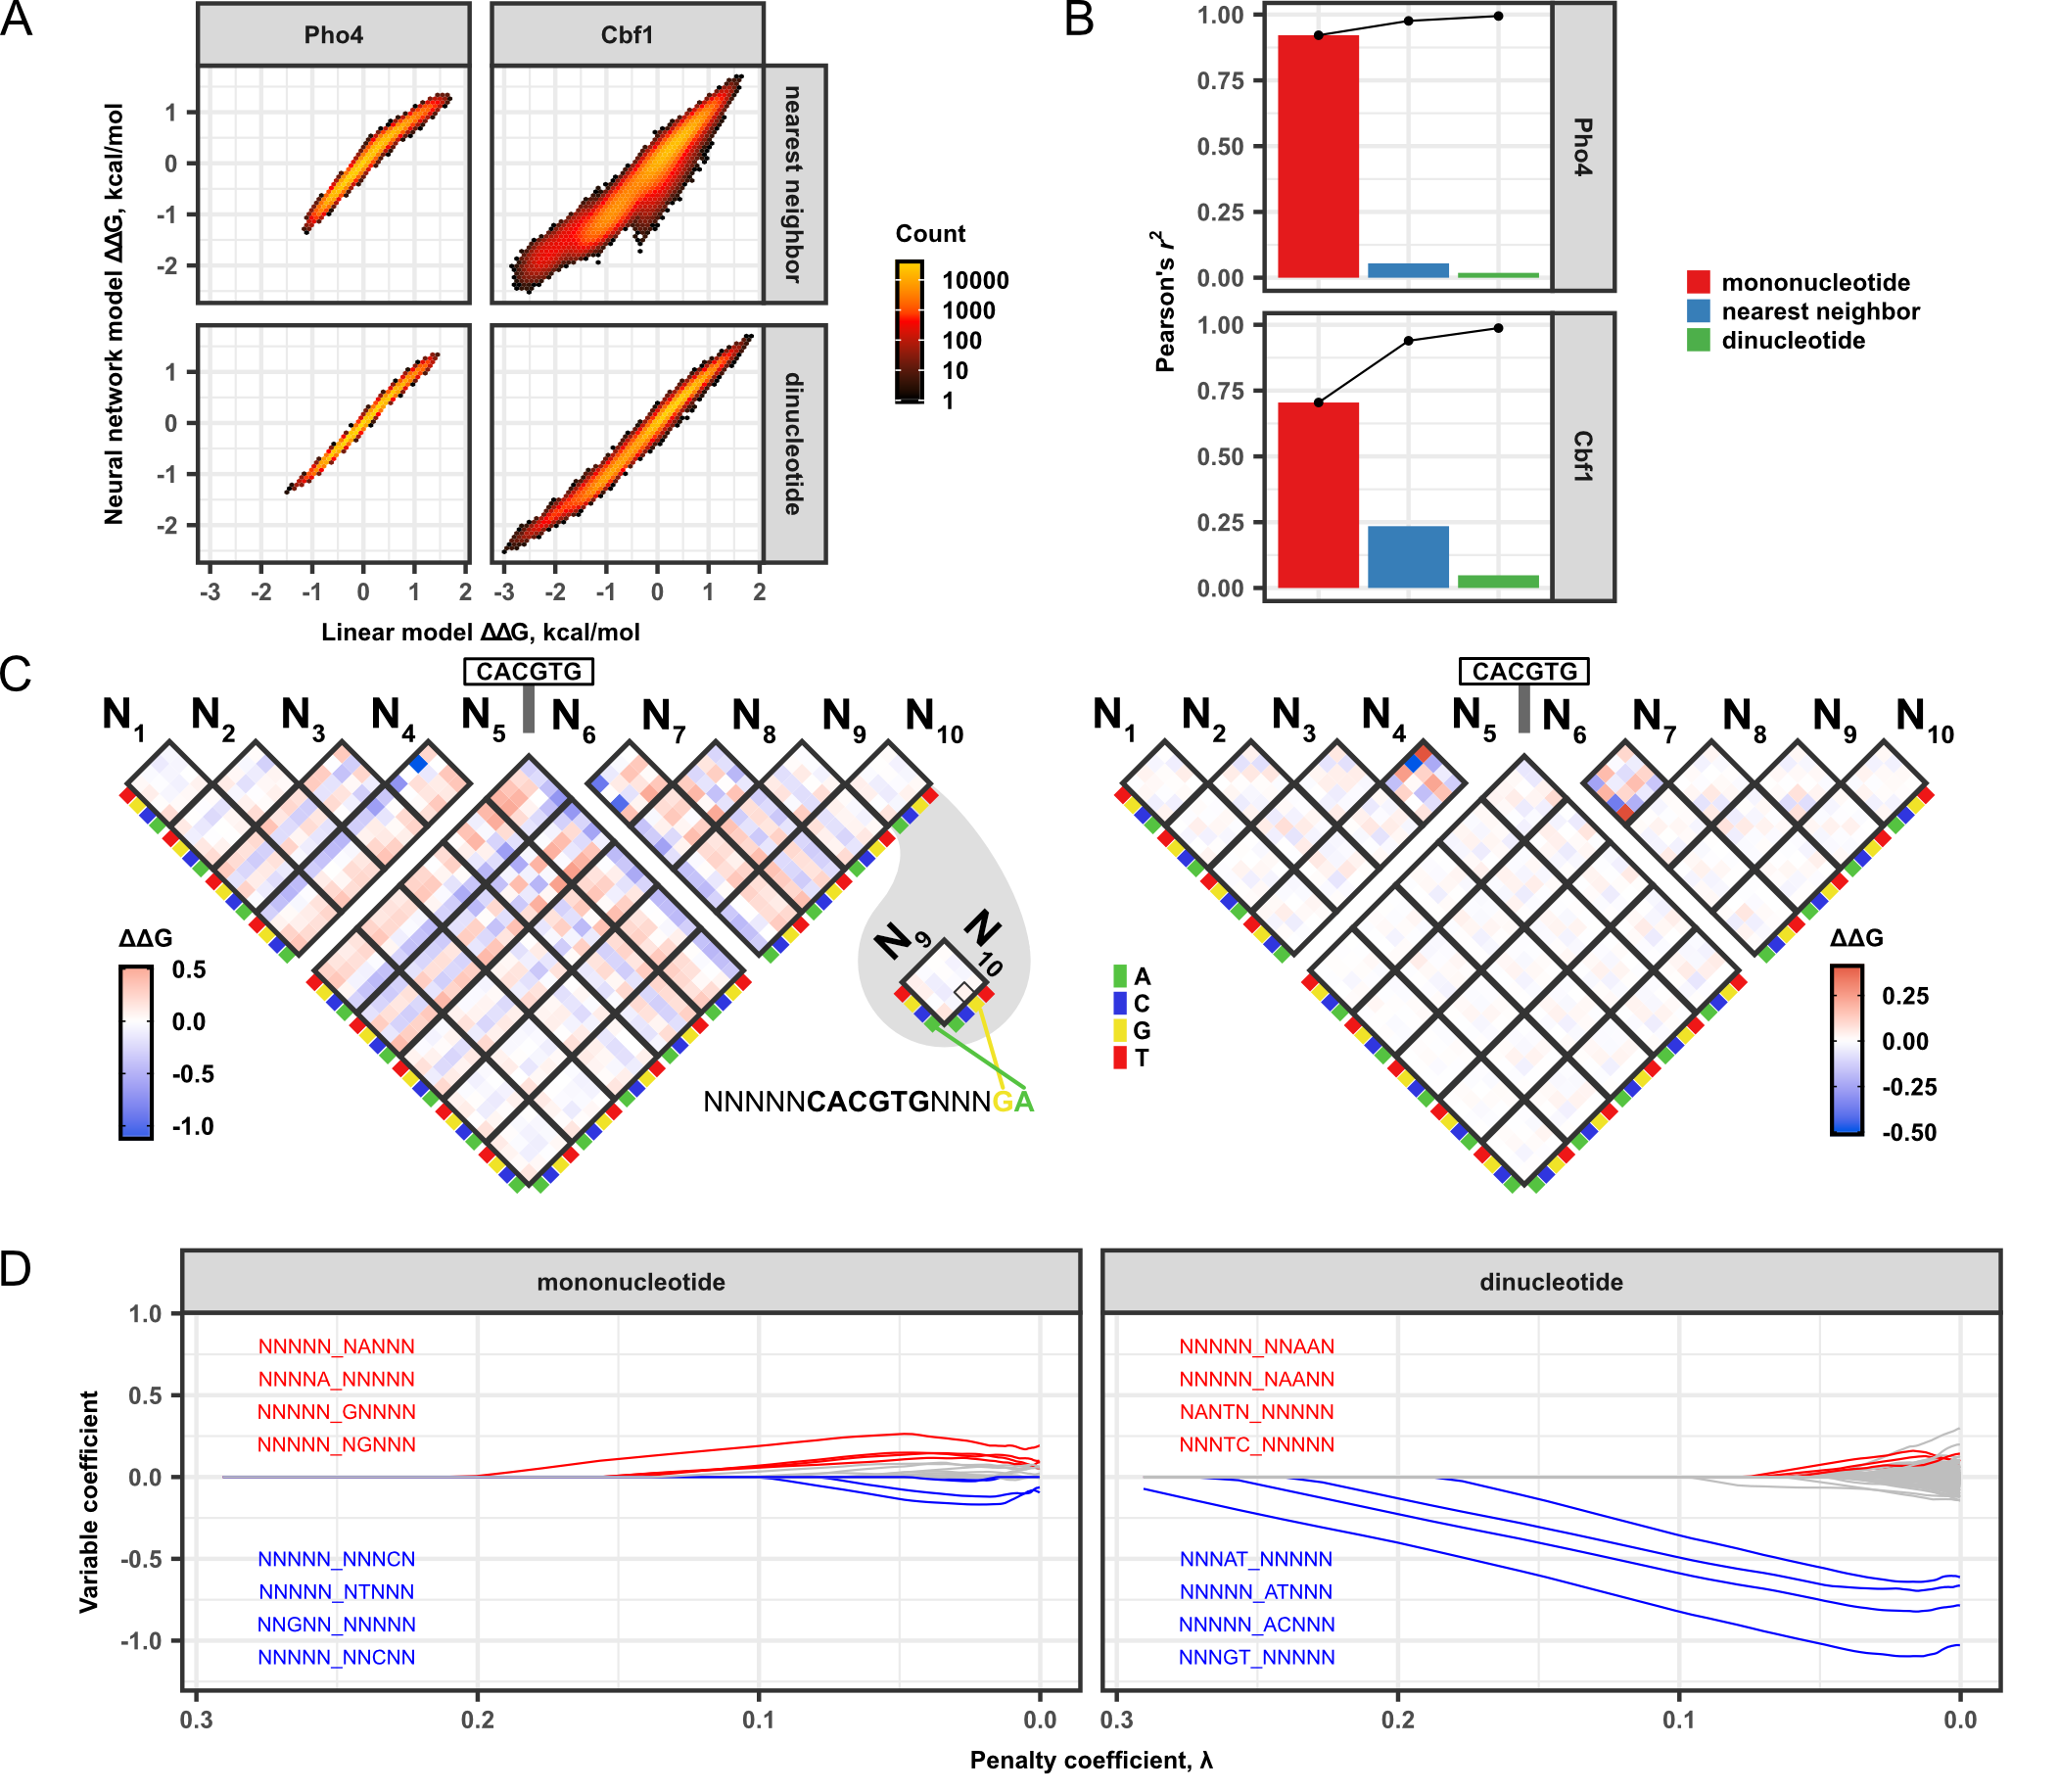 A
Pho4
Cbf1
nearest neighbor
dinucleotide
Neural network model ΔΔG, kcal/mol
1
0
-1
-2
1
0
-1
-2
-3 -2 -1 0 1 2
-3 -2 -1 0 1 2
Linear model ΔΔG, kcal/mol
Count
10000
1000
100
10
1
B
Pearson's r²
1.00
0.75
0.50
0.25
0.00
Pho4
1.00
0.75
0.50
0.25
0.00
Cbf1
mononucleotide
nearest neighbor
dinucleotide
C
CACGTG
N1 N2 N3 N4 N5 N6 N7 N8 N9 N10
ΔΔG
0.5
0.0
-0.5
-1.0
N9 N10
NNNNNCACGTGNNNGA
CACGTG
N1 N2 N3 N4 N5 N6 N7 N8 N9 N10
A
C
G
T
ΔΔG
0.25
0.00
-0.25
-0.50
D
mononucleotide
dinucleotide
Variable coefficient
1.0
0.5
0.0
-0.5
-1.0
NNNNN_NANNN
NNNNA_NNNNN
NNNNN_GNNNN
NNNNN_NGNNN
NNNNN_NNNCN
NNNNN_NTNNN
NNGNN_NNNNN
NNNNN_NNCNN
NNNNN_NNAAN
NNNNN_NAANN
NANTN_NNNNN
NNNTC_NNNNN
NNNAT_NNNNN
NNNNN_ATNNN
NNNNN_ACNNN
NNNGT_NNNNN
0.3 0.2 0.1 0.0
0.3 0.2 0.1 0.0
Penalty coefficient, λ